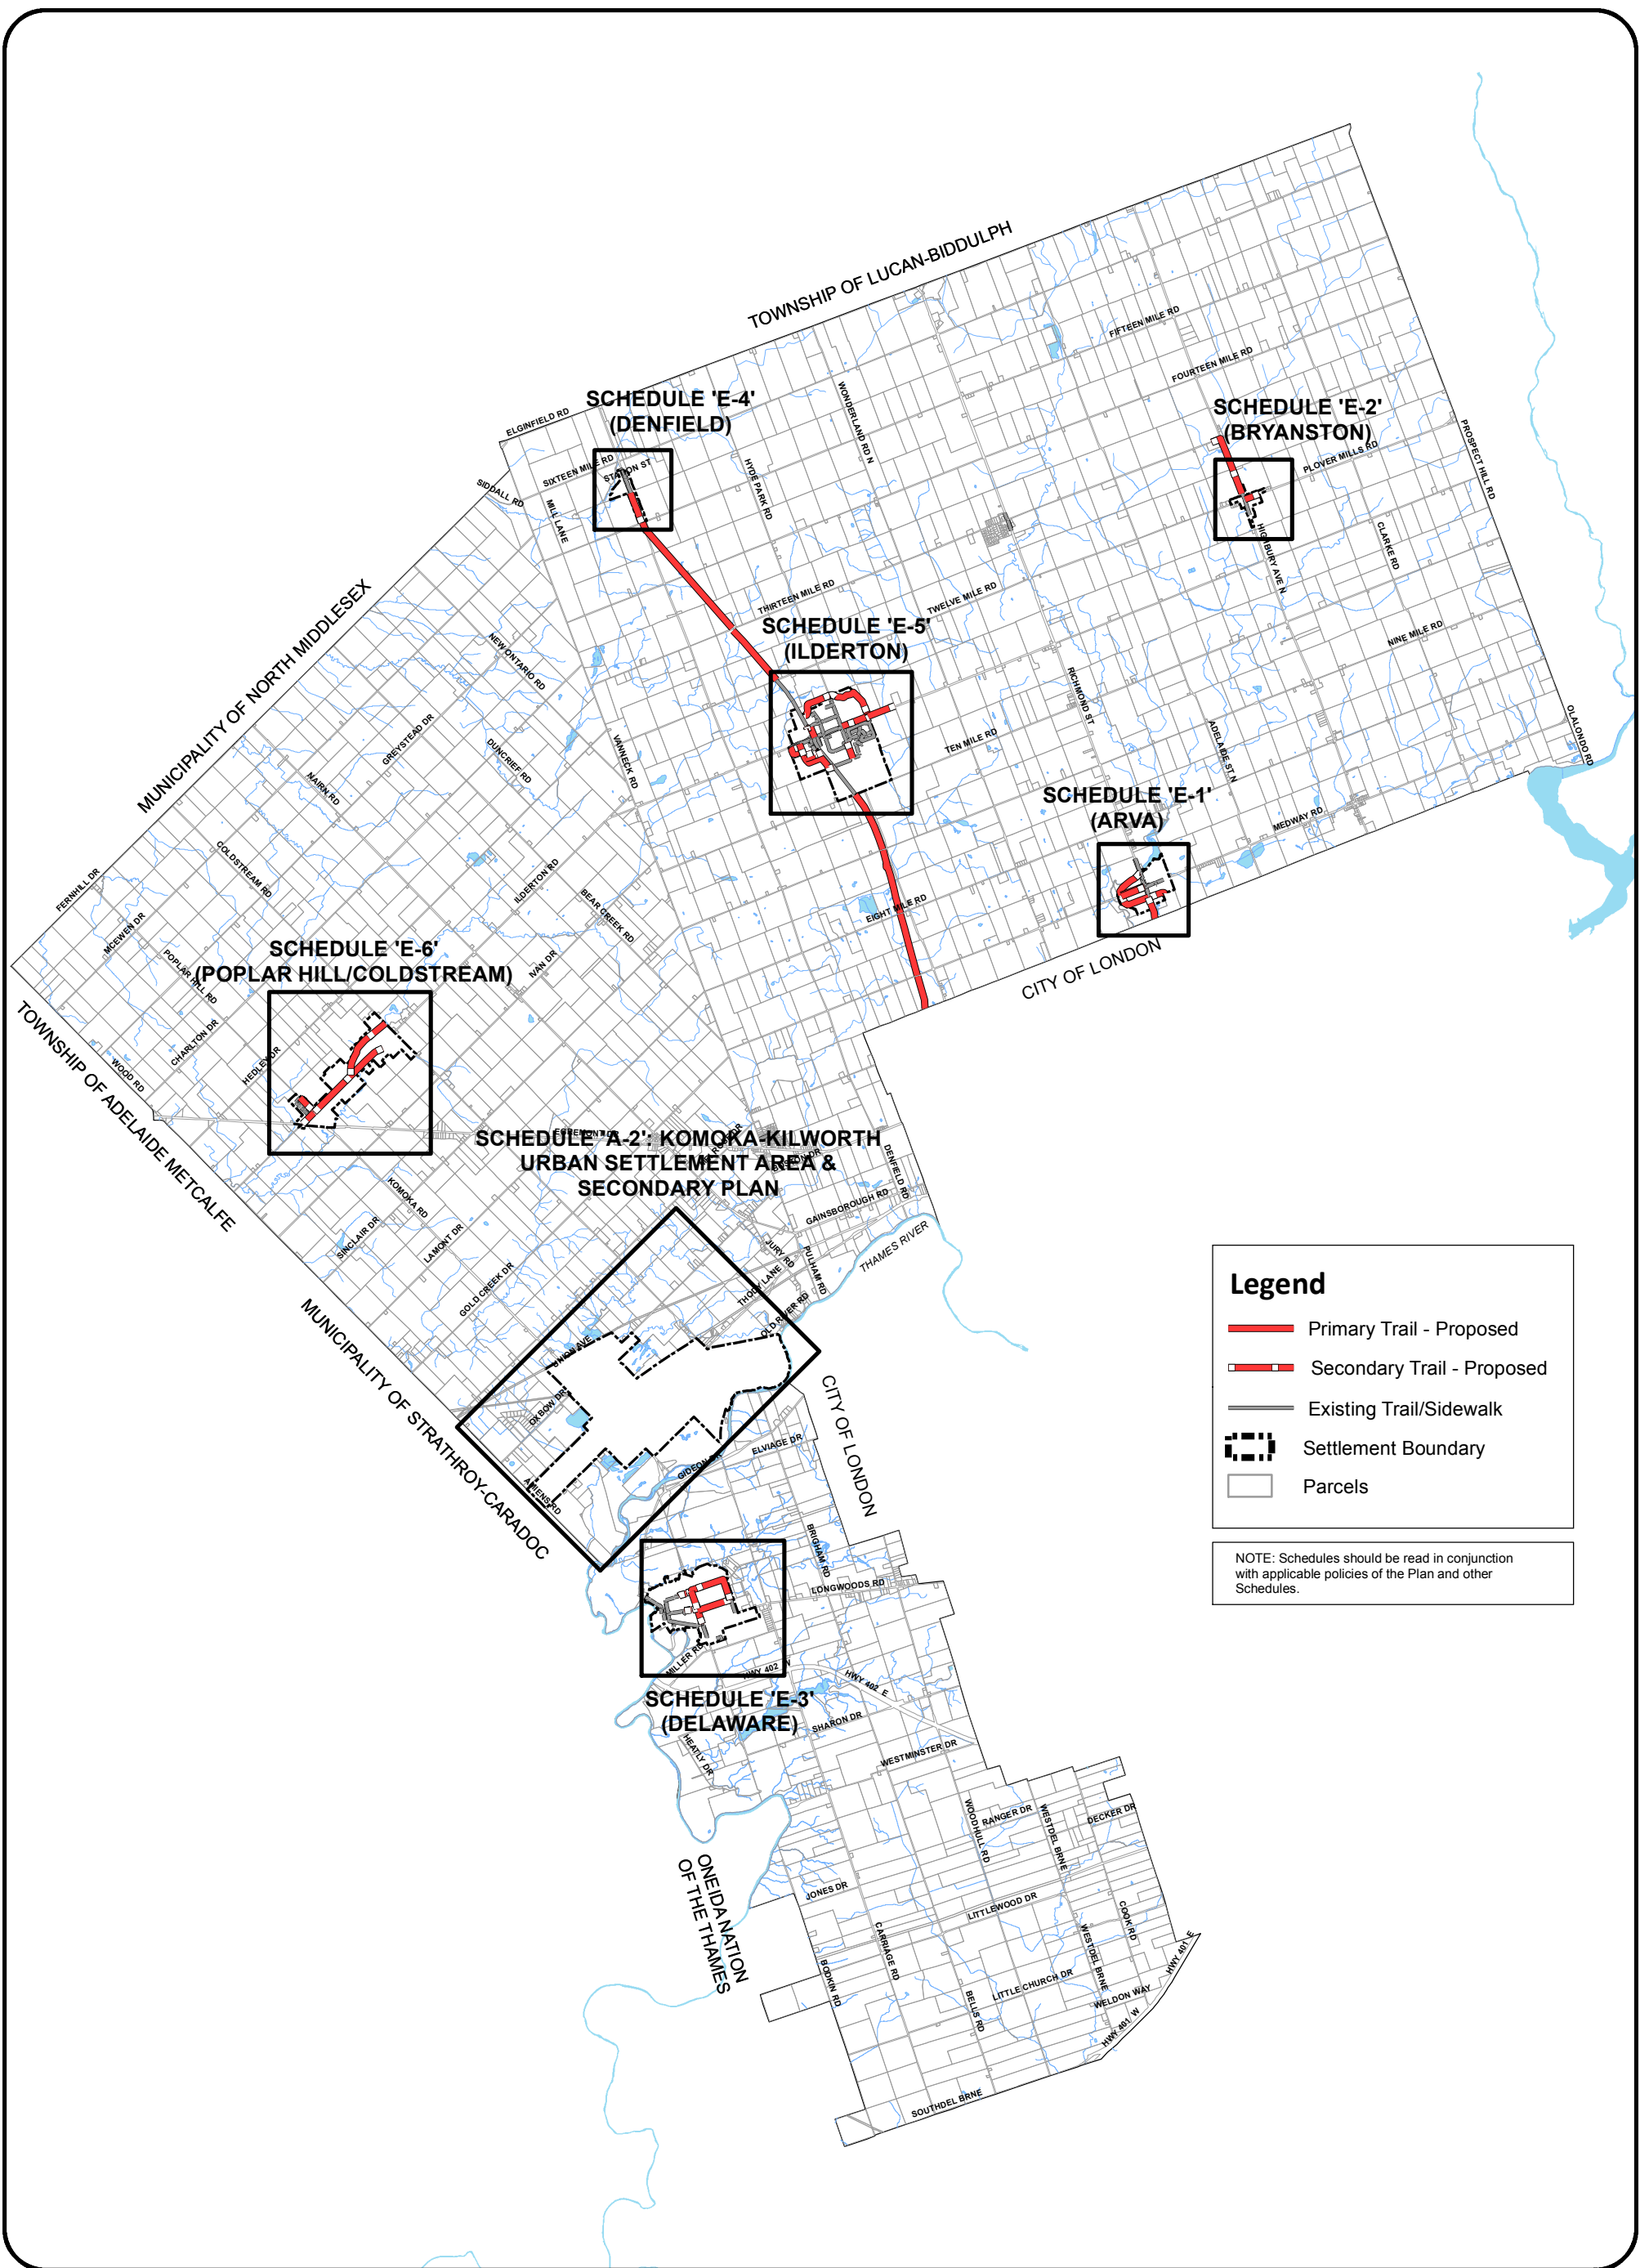 TOWNSHIP OF LUCAN-BIDDULPH
FIFTEEN MILE RD
FOURTEEN MILE RD
WONDERLAND RD N
SCHEDULE 'E-4'
(DENFIELD)
ELGINFIELD RD
SCHEDULE 'E-2'
(BRYANSTON)
PLOVER MILLS RD
PROSPECT HILL RD
SIXTEEN MILE RD
STATION ST
SIDDALL RD
MILL LANE
HYDE PARK RD
HIGHBURY AVE N
CLARKE RD
THIRTEEN MILE RD
TWELVE MILE RD
SCHEDULE 'E-5'
(ILDERTON)
NINE MILE RD
MUNICIPALITY OF NORTH MIDDLESEX
NEW ONTARIO RD
RICHMOND ST
GREYSTEAD DR
DUNCRIEF RD
VANNECK RD
TEN MILE RD
ADELAIDE ST N
OLALONDO RD
NAIRN RD
SCHEDULE 'E-1'
(ARVA)
MEDWAY RD
COLDSTREAM RD
ILDERTON RD
BEAR CREEK RD
EIGHT MILE RD
FERNHILL DR
MCEWEN DR
SCHEDULE 'E-6'
(POPLAR HILL/COLDSTREAM)
POPLAR HILL RD
IVAN DR
CITY OF LONDON
TOWNSHIP OF ADELAIDE METCALFE
CHARLTON DR
HEDLEY DR
WOOD RD
EGREMONT DR
SCHEDULE 'A-2': KOMOKA-KILWORTH
URBAN SETTLEMENT AREA &
SECONDARY PLAN
DENFIELD RD
KOMOKA RD
GAINSBOROUGH RD
SINCLAIR DR
LAMONT DR
THAMES RIVER
JURY RD
PULHAM RD
GOLD CREEK DR
THODY LANE
OLD RIVER RD
MUNICIPALITY OF STRATHROY-CARADOC
UNION AVE
OXBOW DR
CITY OF LONDON
ELVIAGE DR
GIDEON DR
AMIENS RD
Legend
Primary Trail - Proposed
Secondary Trail - Proposed
Existing Trail/Sidewalk
Settlement Boundary
Parcels
NOTE: Schedules should be read in conjunction
with applicable policies of the Plan and other
Schedules.
BRIGHAM RD
LONGWOODS RD
MILLER RD
HWY 402 W
HWY 402 E
SCHEDULE 'E-3'
(DELAWARE)
SHARON DR
HEATLY DR
WESTMINSTER DR
WOODHULL RD
RANGER DR
WESTDEL BRNE
DECKER DR
ONEIDA NATION
OF THE THAMES
JONES DR
LITTLEWOOD DR
COOK RD
CARRIAGE RD
WESTDEL BRNE
HWY 401 E
BODKIN RD
LITTLE CHURCH DR
BELLS RD
WELDON WAY
HWY 401 W
SOUTHDEL BRNE